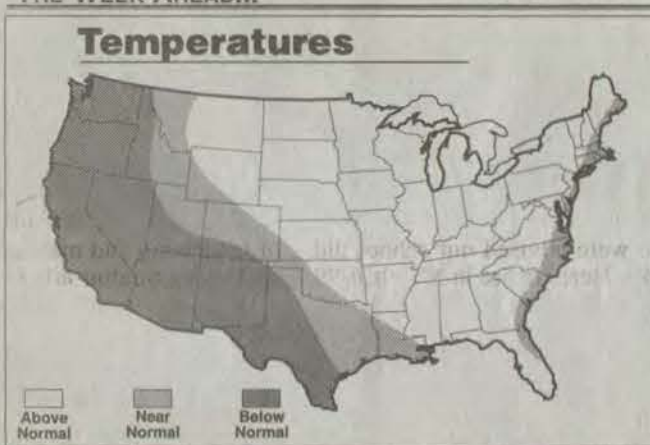 THE WEEK AHEAD...
Temperatures
Above Normal
Near Normal
Below Normal